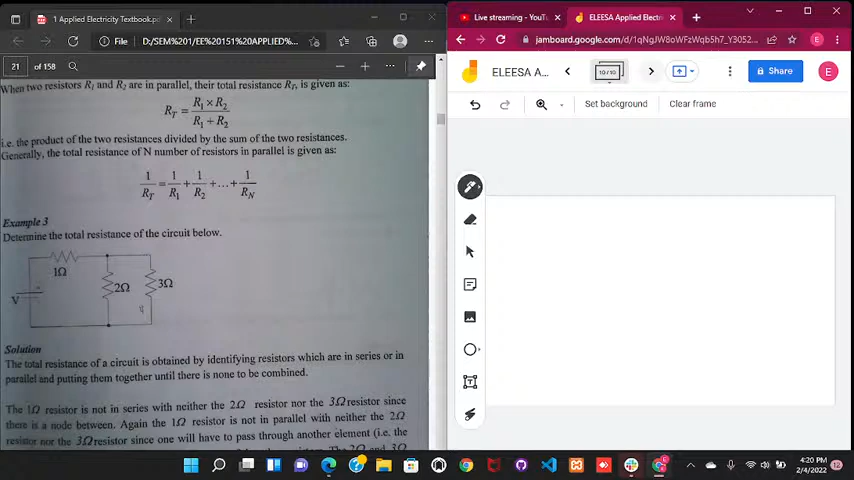 1 Applied Electricity Textbook.pd
Live streaming - YouTu
ELEESA Applied Electri
File
D:/SEM%201/EE%20151%20APPLIED%...
21
of 158
ELEESA A...
10/10
Share
E
Set background
Clear frame
When two resistors R₁ and R₂ are in parallel, their total resistance R_T, is given as:
R_T = R₁ × R₂ / R₁ + R₂
i.e. the product of the two resistances divided by the sum of the two resistances.
Generally, the total resistance of N number of resistors in parallel is given as:
1/R_T = 1/R₁ + 1/R₂ + ... + 1/R_N
Example 3
Determine the total resistance of the circuit below.
1Ω
2Ω
3Ω
V
Solution
The total resistance of a circuit is obtained by identifying resistors which are in series or in
parallel and putting them together until there is none to be combined.
The 1Ω resistor is not in series with neither the 2Ω resistor nor the 3Ω resistor since
there is a node between. Again the 1Ω resistor is not in parallel with neither the 2Ω
resistor nor the 3Ω resistor since one will have to pass through another element (i.e. the
4:20 PM
2/4/2022